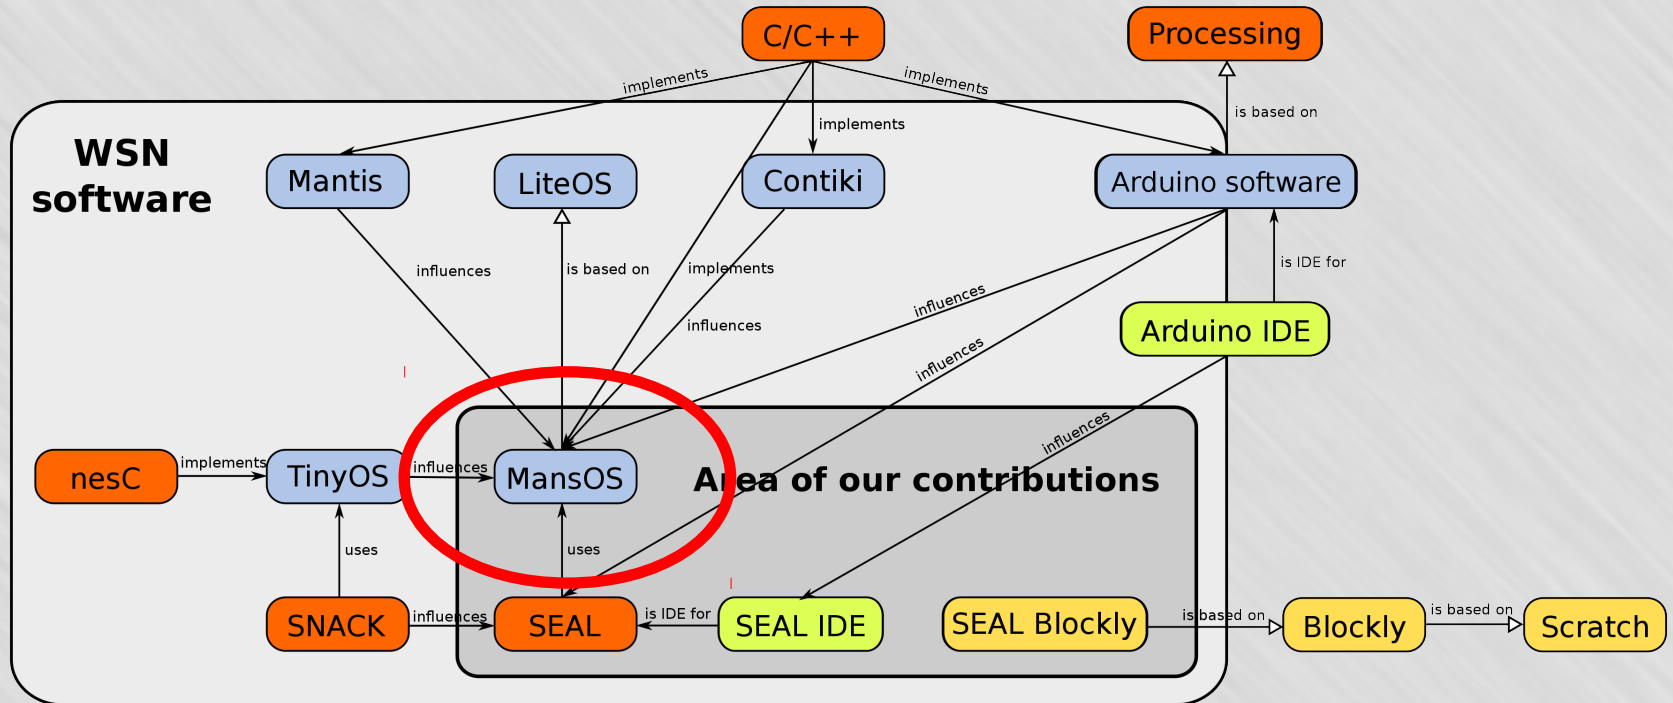 C/C++
Processing
implements
implements
is based on
implements
WSN
software
Mantis
LiteOS
Contiki
Arduino software
influences
is based on
implements
is IDE for
influences
influences
Arduino IDE
influences
influences
nesC
implements
TinyOS
influences
MansOS
Area of our contributions
uses
uses
SNACK
influences
SEAL
is IDE for
SEAL IDE
SEAL Blockly
is based on
Blockly
is based on
Scratch